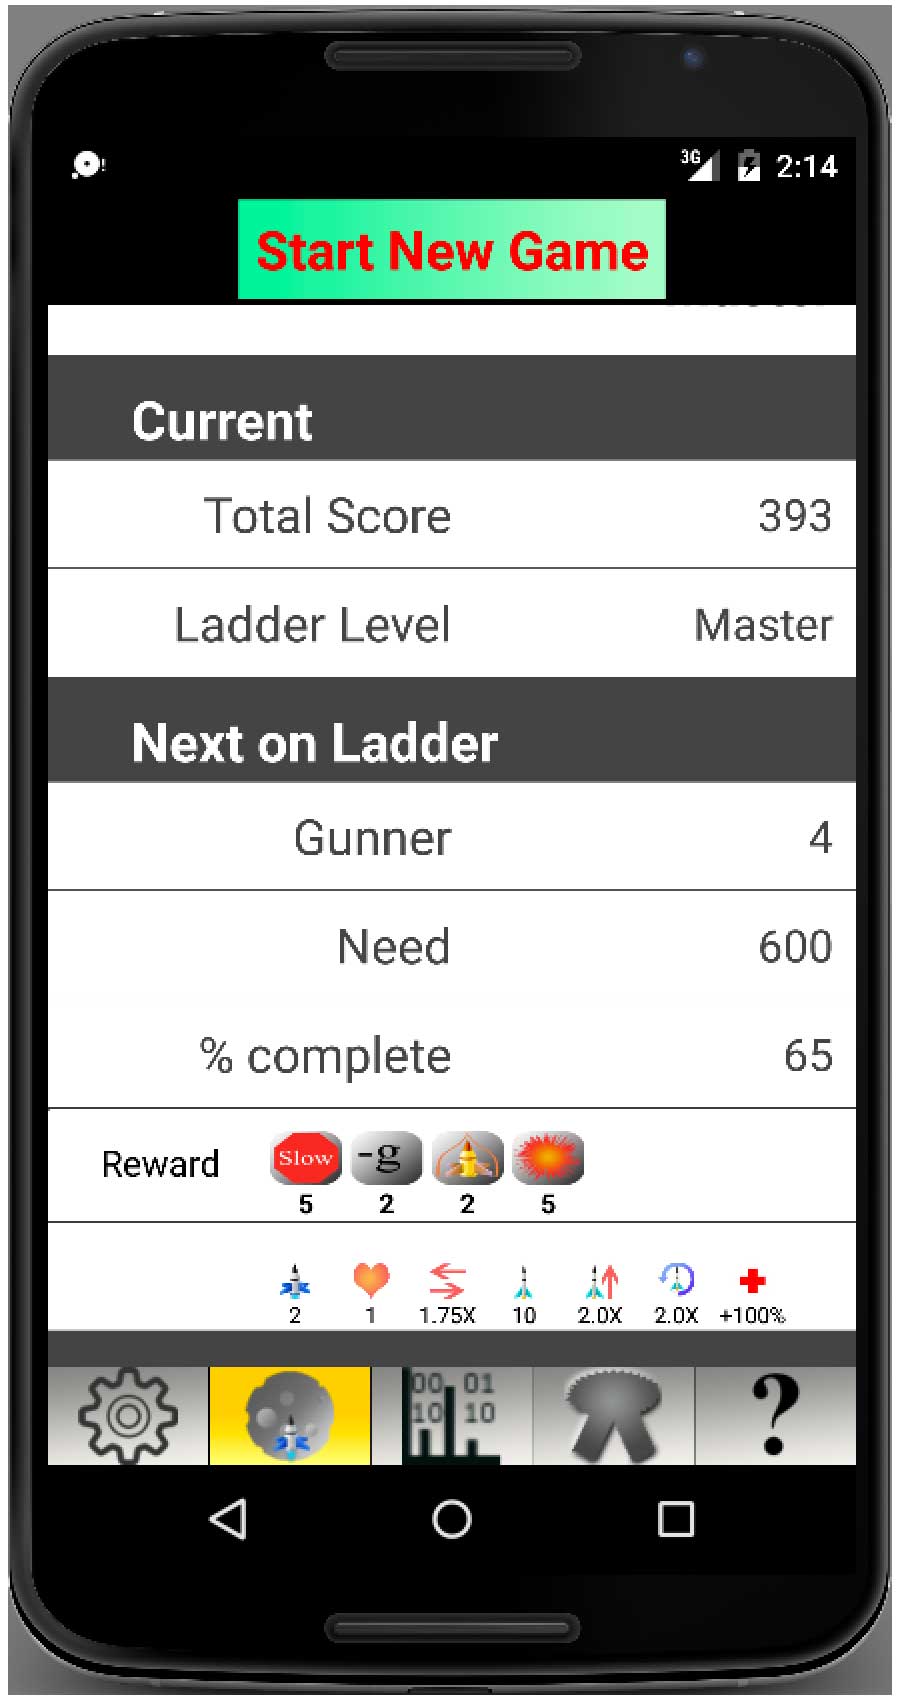 3G 2:14
Start New Game
Current
Total Score 393
Ladder Level Master
Next on Ladder
Gunner 4
Need 600
% complete 65
Reward Slow -g
5 2 2 5
2 1 1.75X 10 2.0X 2.0X +100%
00 01
10 10
?